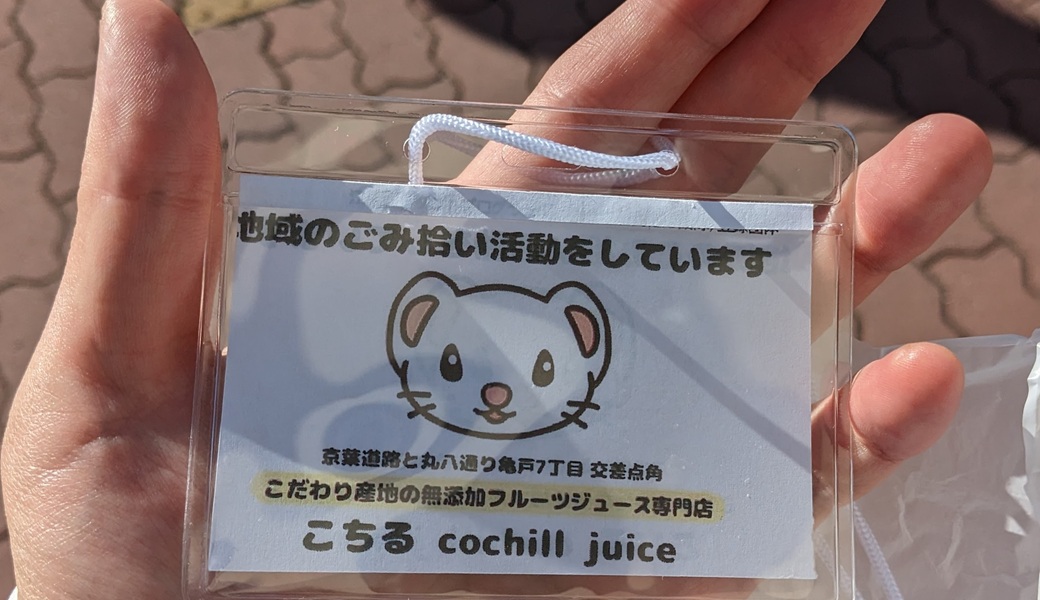 地域のごみ拾い活動をしています
京葉道路と丸八通り亀戸7丁目 交差点角
こだわり産地の無添加フルーツジュース専門店
こちる cochill juice